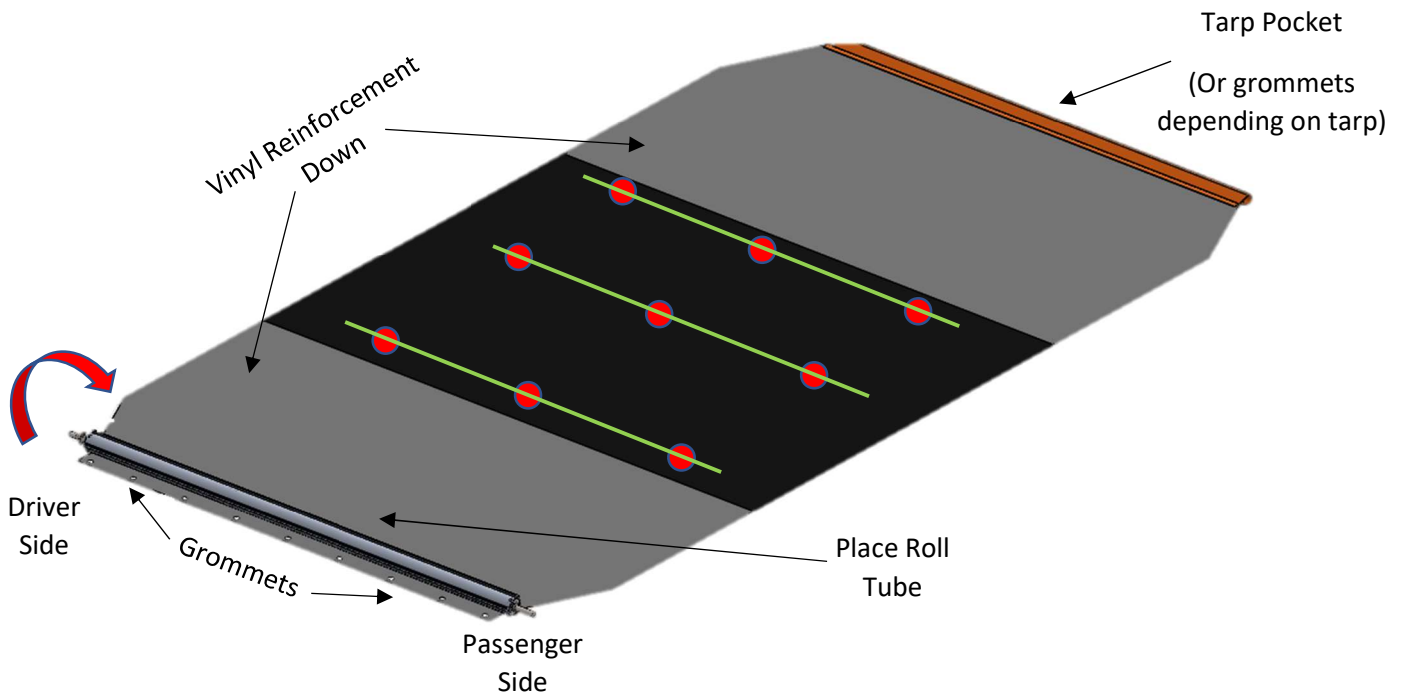 Tarp Pocket
(Or grommets
depending on tarp)
Vinyl Reinforcement
Down
Driver
Side
Grommets
Place Roll
Tube
Passenger
Side